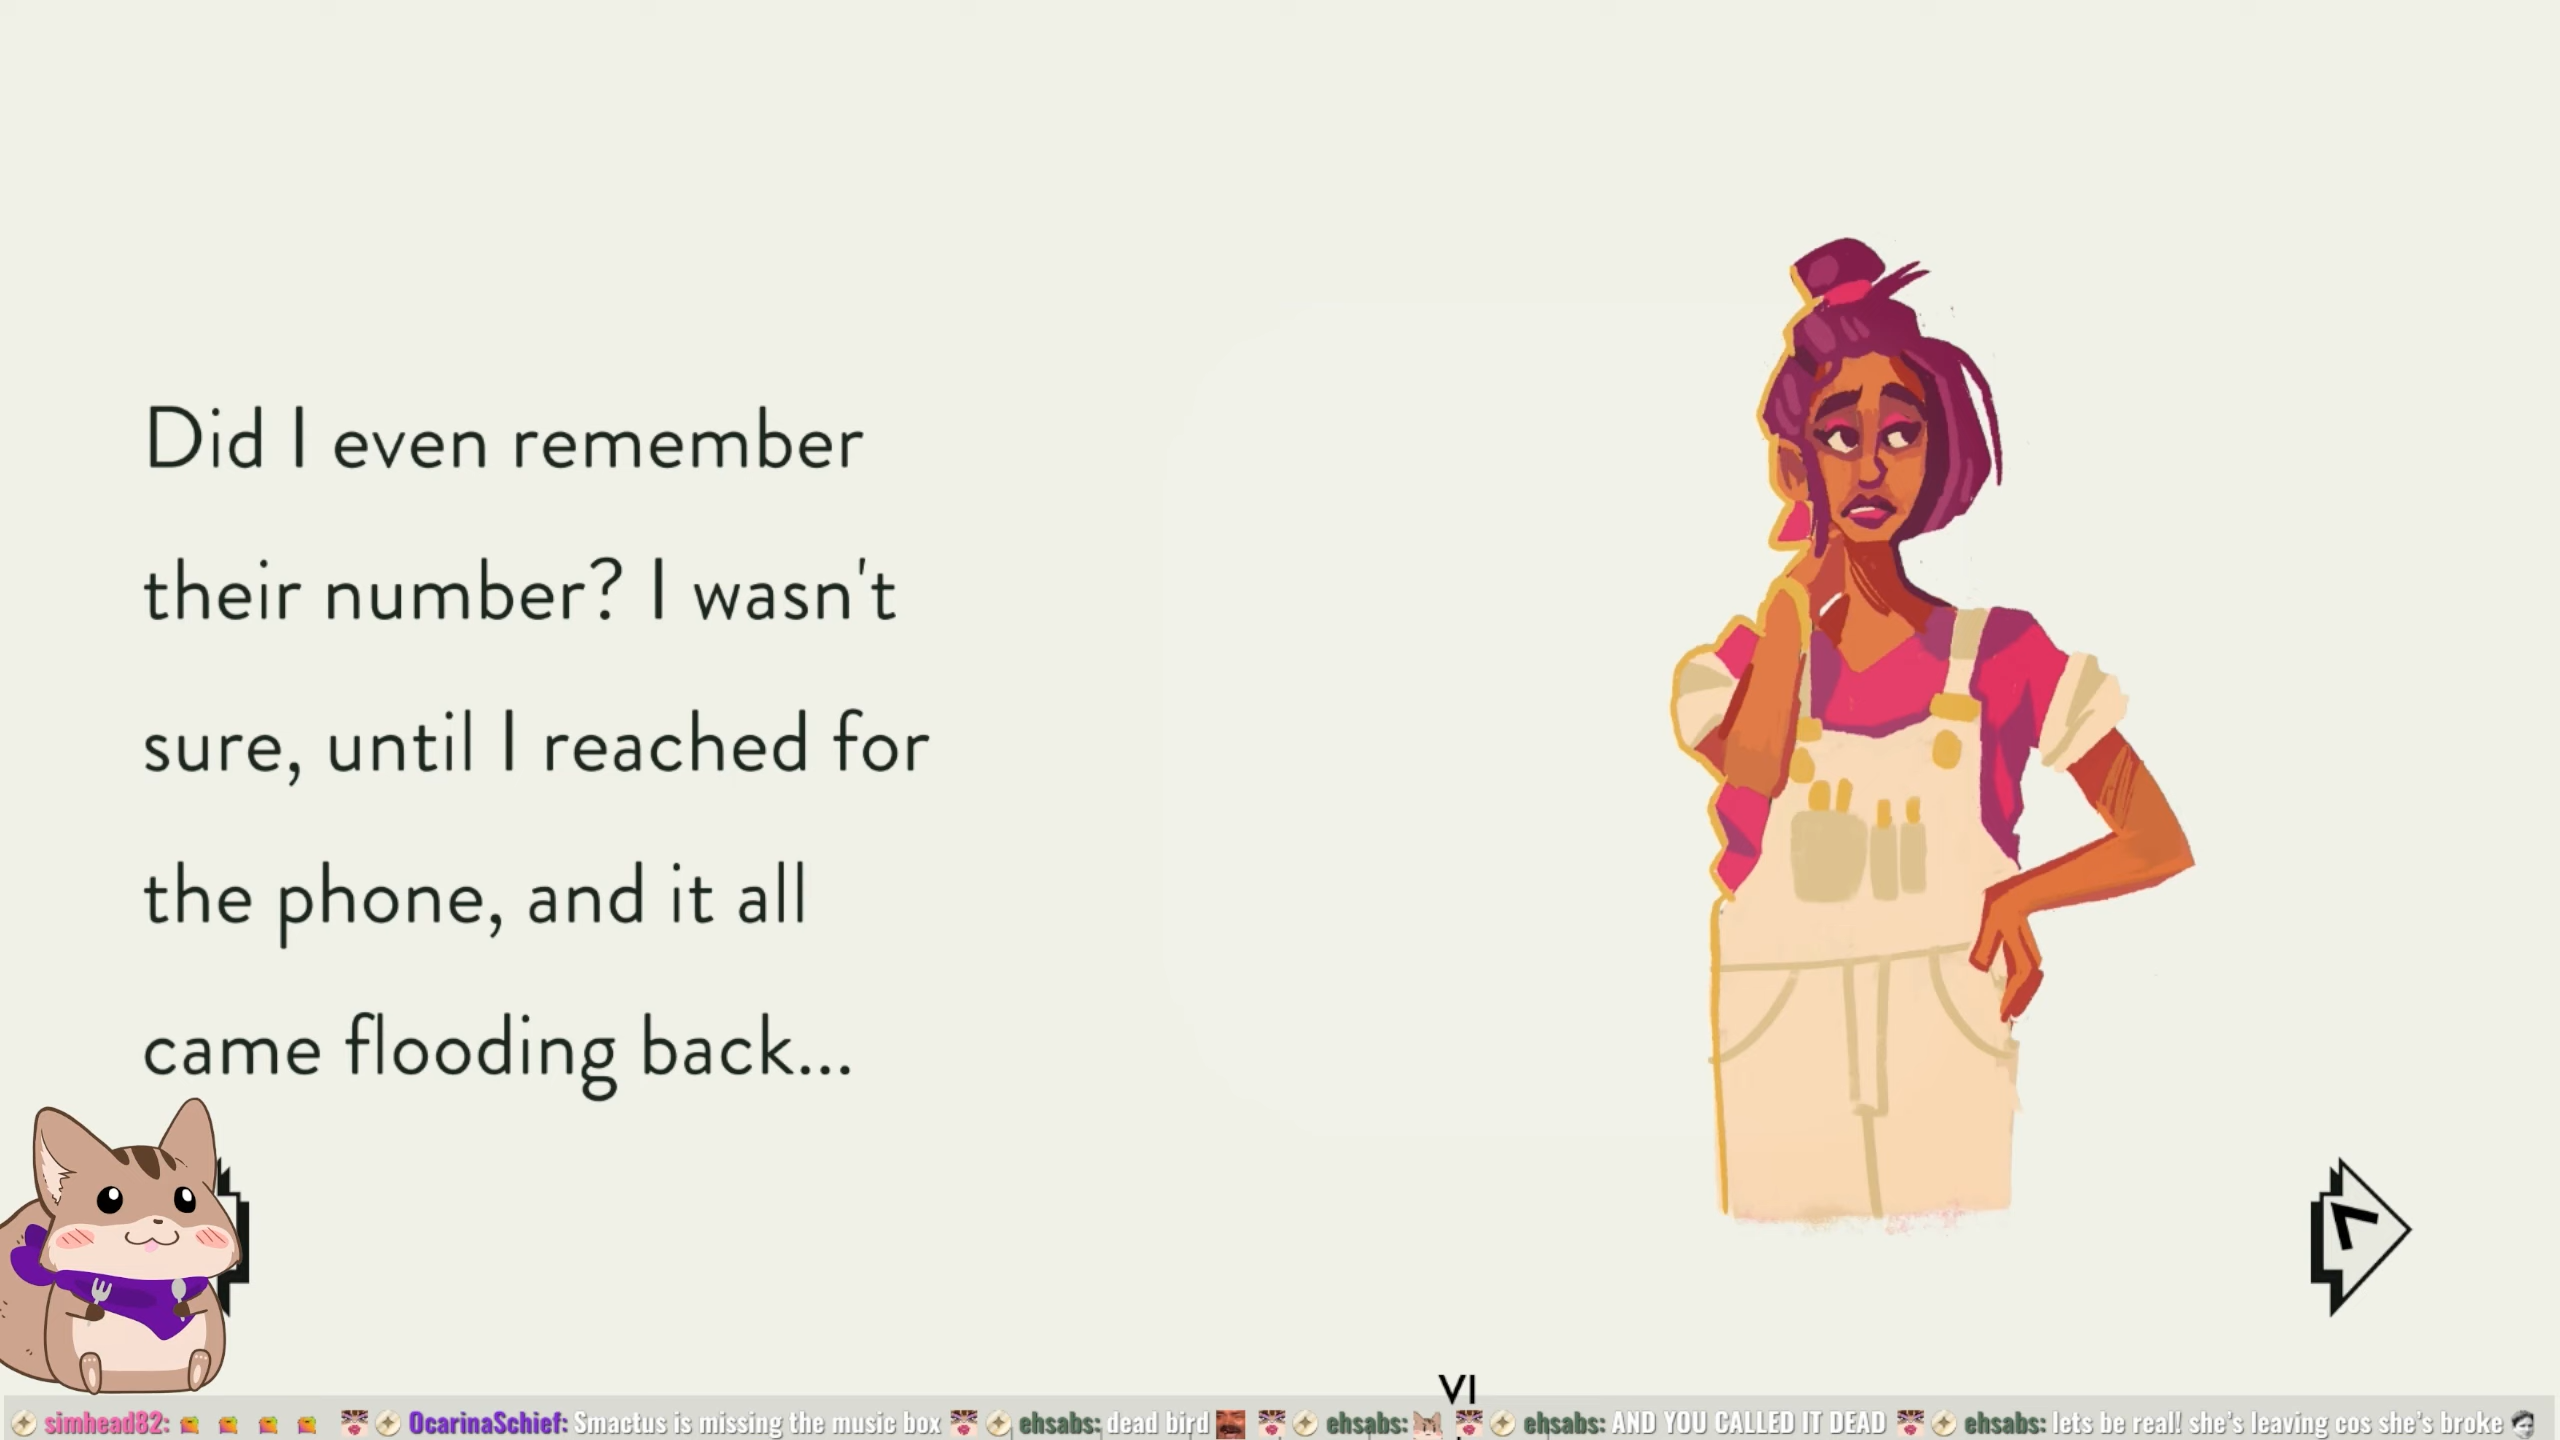 Did I even remember
their number? I wasn't
sure, until I reached for
the phone, and it all
came flooding back...
VI
simhead82: OcarinaSchief: Smactus is missing the music box ehsabs: dead bird ehsabs: ehsabs: AND YOU CALLED IT DEAD ehsabs: lets be real! she's leaving cos she's broke